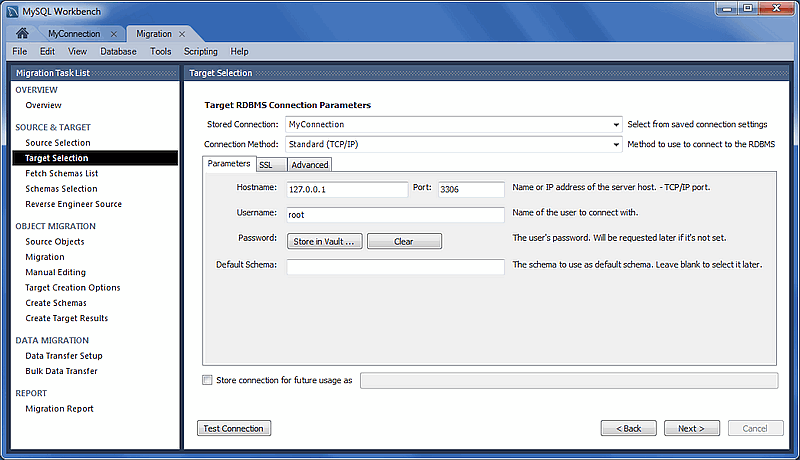 MySQL Workbench
MyConnection
Migration
File Edit View Database Tools Scripting Help
Migration Task List
OVERVIEW
Overview
SOURCE & TARGET
Source Selection
Target Selection
Fetch Schemas List
Schemas Selection
Reverse Engineer Source
OBJECT MIGRATION
Source Objects
Migration
Manual Editing
Target Creation Options
Create Schemas
Create Target Results
DATA MIGRATION
Data Transfer Setup
Bulk Data Transfer
REPORT
Migration Report
Target Selection
Target RDBMS Connection Parameters
Stored Connection: MyConnection Select from saved connection settings
Connection Method: Standard (TCP/IP) Method to use to connect to the RDBMS
Parameters SSL Advanced
Hostname: 127.0.0.1 Port: 3306 Name or IP address of the server host. - TCP/IP port.
Username: root Name of the user to connect with.
Password: Store in Vault ... Clear The user's password. Will be requested later if it's not set.
Default Schema: The schema to use as default schema. Leave blank to select it later.
Store connection for future usage as
Test Connection < Back Next > Cancel